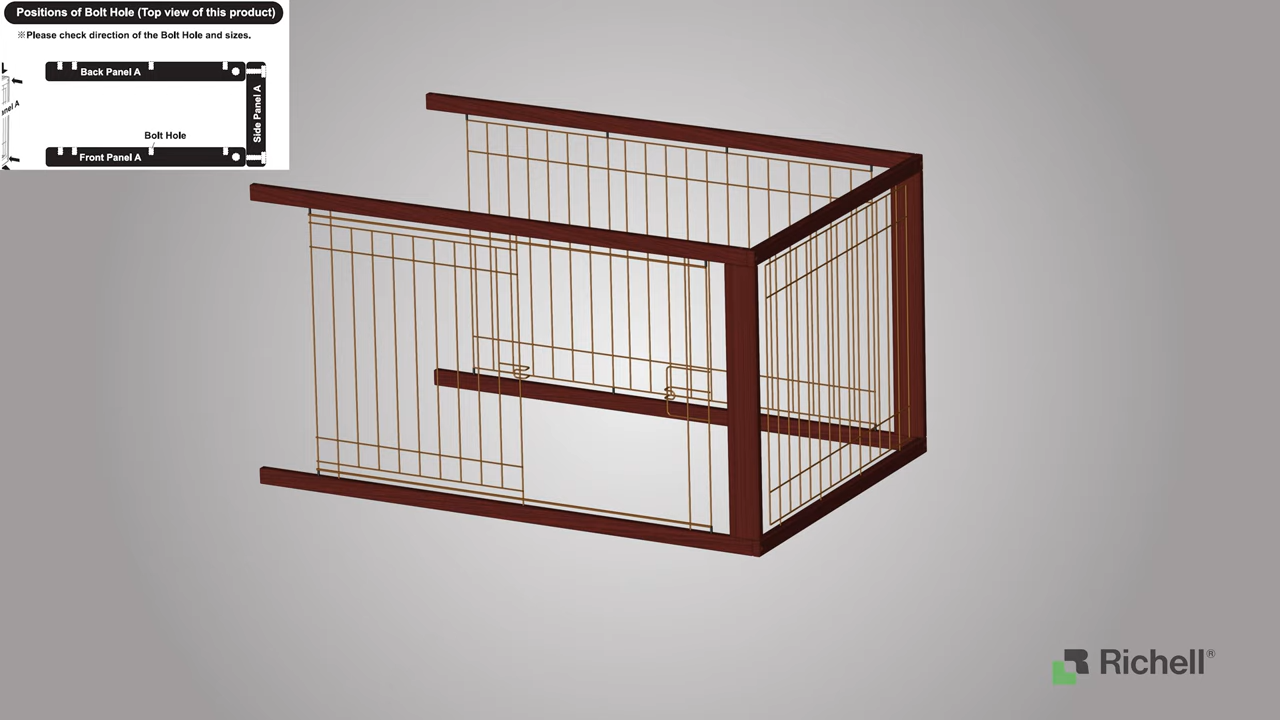 Positions of Bolt Hole (Top view of this product)
※Please check direction of the Bolt Hole and sizes.
Back Panel A
Side Panel A
Bolt Hole
Front Panel A
Richell®